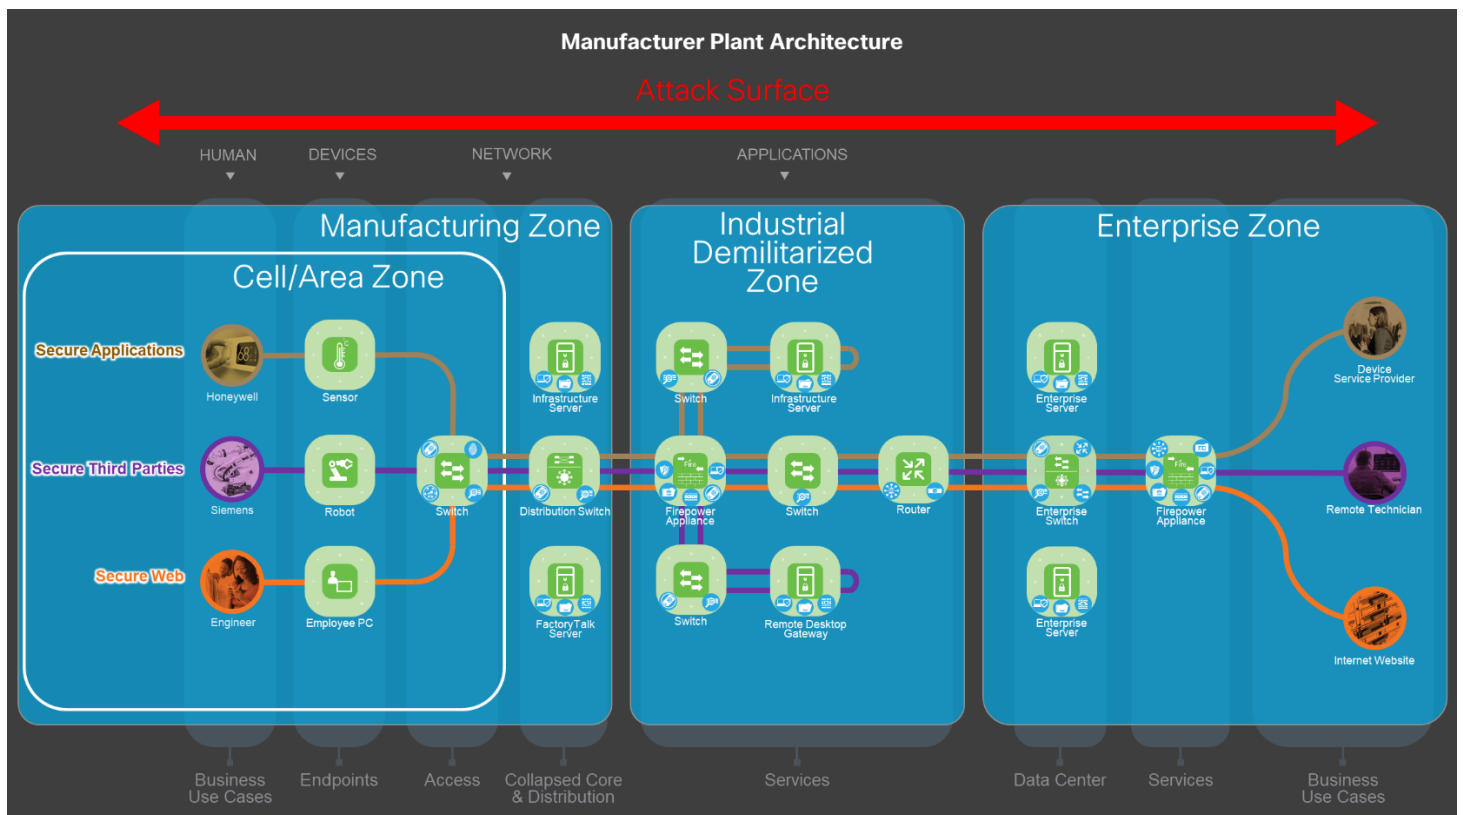 Manufacturer Plant Architecture
Attack Surface
HUMAN
DEVICES
NETWORK
APPLICATIONS
Manufacturing Zone
Industrial
Demilitarized
Zone
Enterprise Zone
Cell/Area Zone
Secure Applications
Honeywell
Sensor
Infrastructure
Server
Switch
Infrastructure
Server
Enterprise
Server
Device
Service Provider
Secure Third Parties
Siemens
Robot
Switch
Distribution Switch
Firepower
Appliance
Switch
Router
Enterprise
Switch
Firepower
Appliance
Remote Technician
Secure Web
Engineer
Employee PC
FactoryTalk
Server
Switch
Remote Desktop
Gateway
Enterprise
Server
Internet Website
Business
Use Cases
Endpoints
Access
Collapsed Core
& Distribution
Services
Data Center
Services
Business
Use Cases